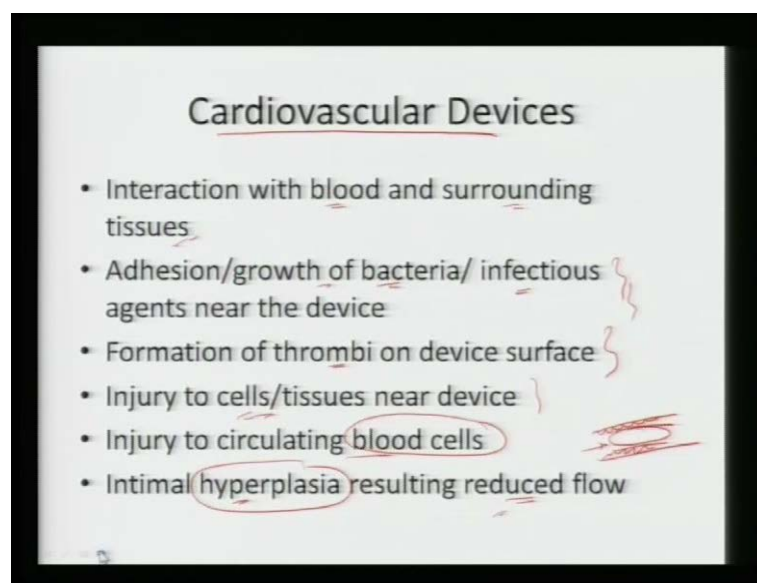 Cardiovascular Devices
• Interaction with blood and surrounding
tissues
• Adhesion/growth of bacteria/ infectious
agents near the device
• Formation of thrombi on device surface
• Injury to cells/tissues near device
• Injury to circulating blood cells
• Intimal hyperplasia resulting reduced flow